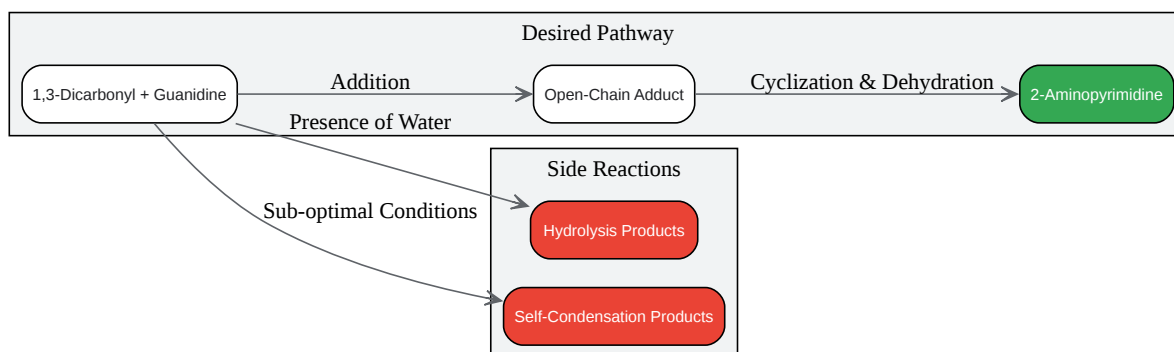 Desired Pathway
1,3-Dicarbonyl + Guanidine
Addition
Open-Chain Adduct
Cyclization & Dehydration
2-Aminopyrimidine
Presence of Water
Side Reactions
Sub-optimal Conditions
Hydrolysis Products
Self-Condensation Products